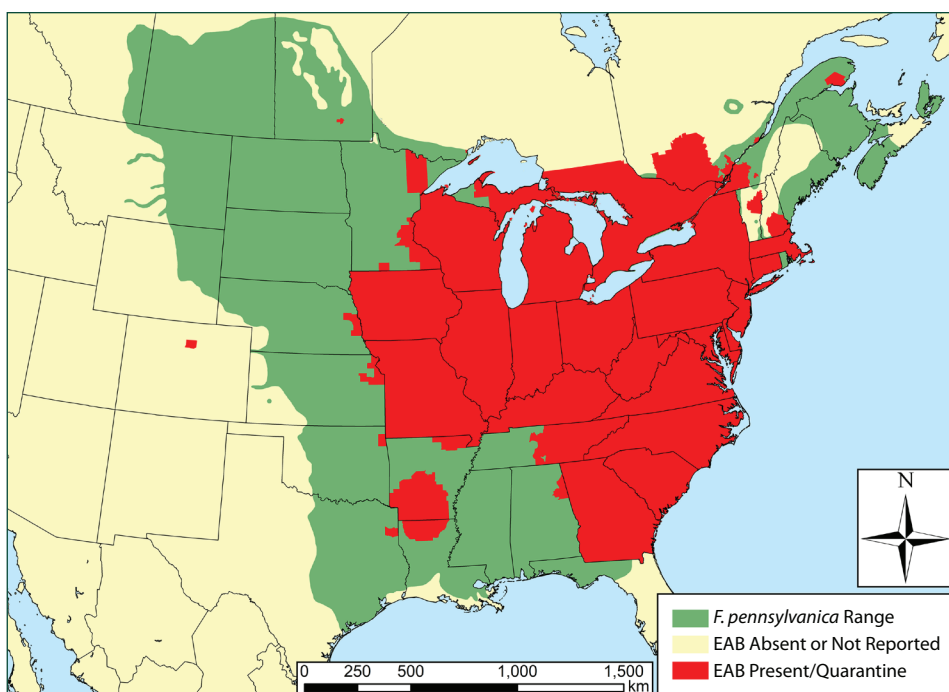 N
F. pennsylvanica Range
EAB Absent or Not Reported
EAB Present/Quarantine
0 250 500 1,000 1,500
km